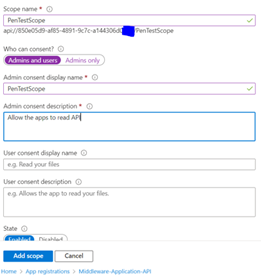 Scope name *
PenTestScope
api://850e05d9-af85-4891-9c7c-a144306d /PenTestScope
Who can consent?
Admins and users Admins only
Admin consent display name *
PenTestScope
Admin consent description *
Allow the apps to read API
User consent display name
e.g. Read your files
User consent description
e.g. Allows the app to read your files.
State
Enabled Disabled
Add scope Cancel
Home > App registrations > Middleware-Application-API